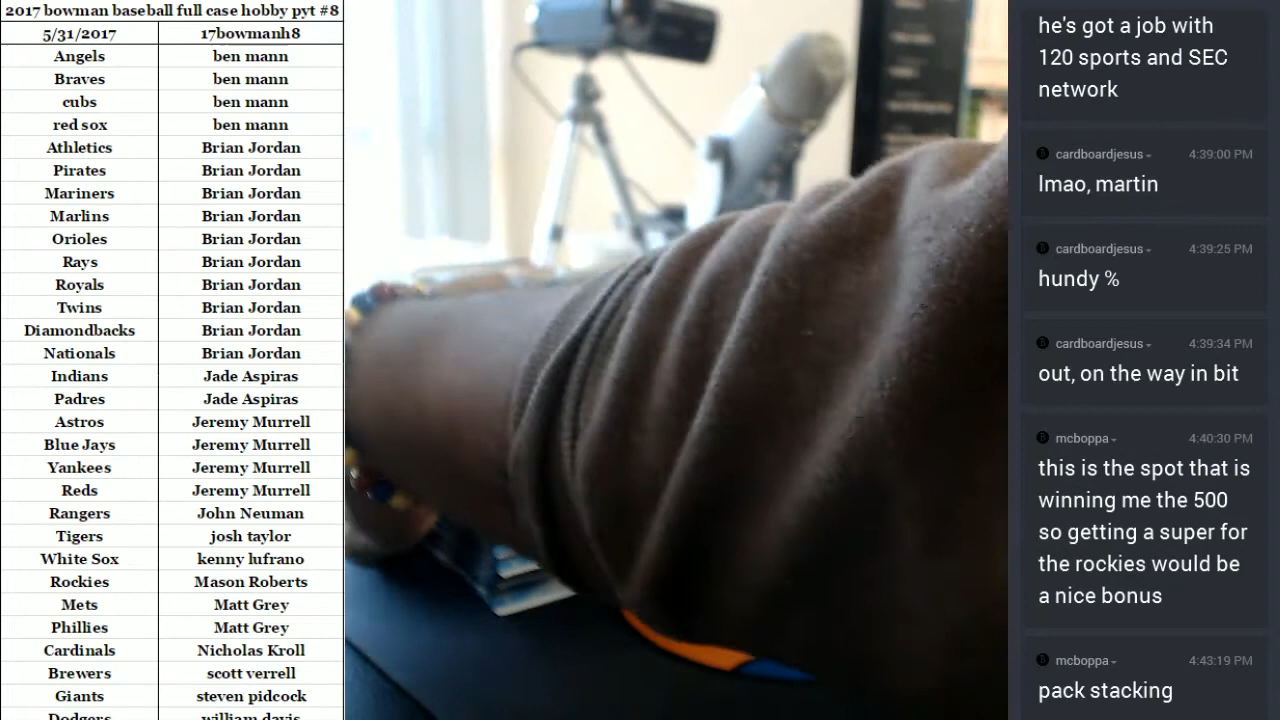 2017 bowman baseball full case hobby pyt #8
5/31/2017 17bowmanh8
Angels ben mann
Braves ben mann
cubs ben mann
red sox ben mann
Athletics Brian Jordan
Pirates Brian Jordan
Mariners Brian Jordan
Marlins Brian Jordan
Orioles Brian Jordan
Rays Brian Jordan
Royals Brian Jordan
Twins Brian Jordan
Diamondbacks Brian Jordan
Nationals Brian Jordan
Indians Jade Aspiras
Padres Jade Aspiras
Astros Jeremy Murrell
Blue Jays Jeremy Murrell
Yankees Jeremy Murrell
Reds Jeremy Murrell
Rangers John Neuman
Tigers josh taylor
White Sox kenny lufrano
Rockies Mason Roberts
Mets Matt Grey
Phillies Matt Grey
Cardinals Nicholas Kroll
Brewers scott verrell
Giants steven pidcock
Dodgers william davis
he's got a job with
120 sports and SEC
network
cardboardjesus 4:39:00 PM
lmao, martin
cardboardjesus 4:39:25 PM
hundy %
cardboardjesus 4:39:34 PM
out, on the way in bit
mcboppa 4:40:30 PM
this is the spot that is
winning me the 500
so getting a super for
the rockies would be
a nice bonus
mcboppa 4:43:19 PM
pack stacking